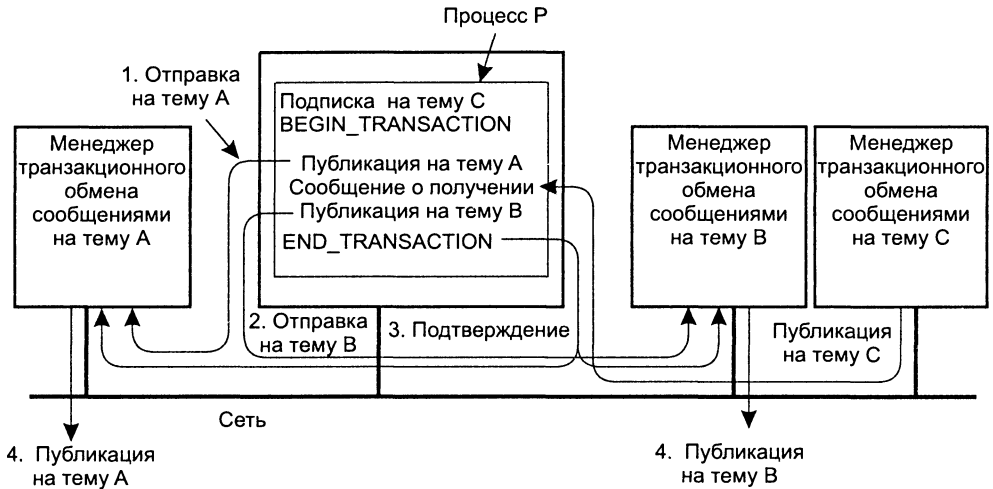 Процесс P
1. Отправка
на тему A
Подписка на тему C
BEGIN_TRANSACTION
Публикация на тему A
Сообщение о получении
Публикация на тему B
END_TRANSACTION
Менеджер
транзакционного
обмена
сообщениями
на тему A
Менеджер
транзакционного
обмена
сообщениями
на тему B
Менеджер
транзакционного
обмена
сообщениями
на тему C
2. Отправка
на тему B
3. Подтверждение
Публикация
на тему C
Сеть
4. Публикация
на тему A
4. Публикация
на тему B